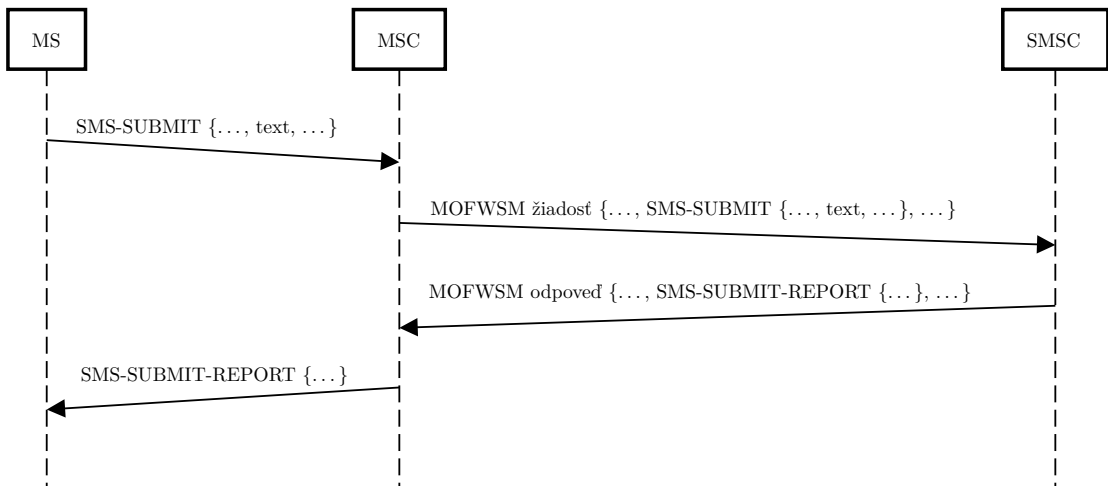 MS
MSC
SMSC
SMS-SUBMIT {. . . , text, . . . }
MOFWSM žiadosť {. . . , SMS-SUBMIT {. . . , text, . . . }, . . . }
MOFWSM odpoveď {. . . , SMS-SUBMIT-REPORT {. . . }, . . . }
SMS-SUBMIT-REPORT {. . . }